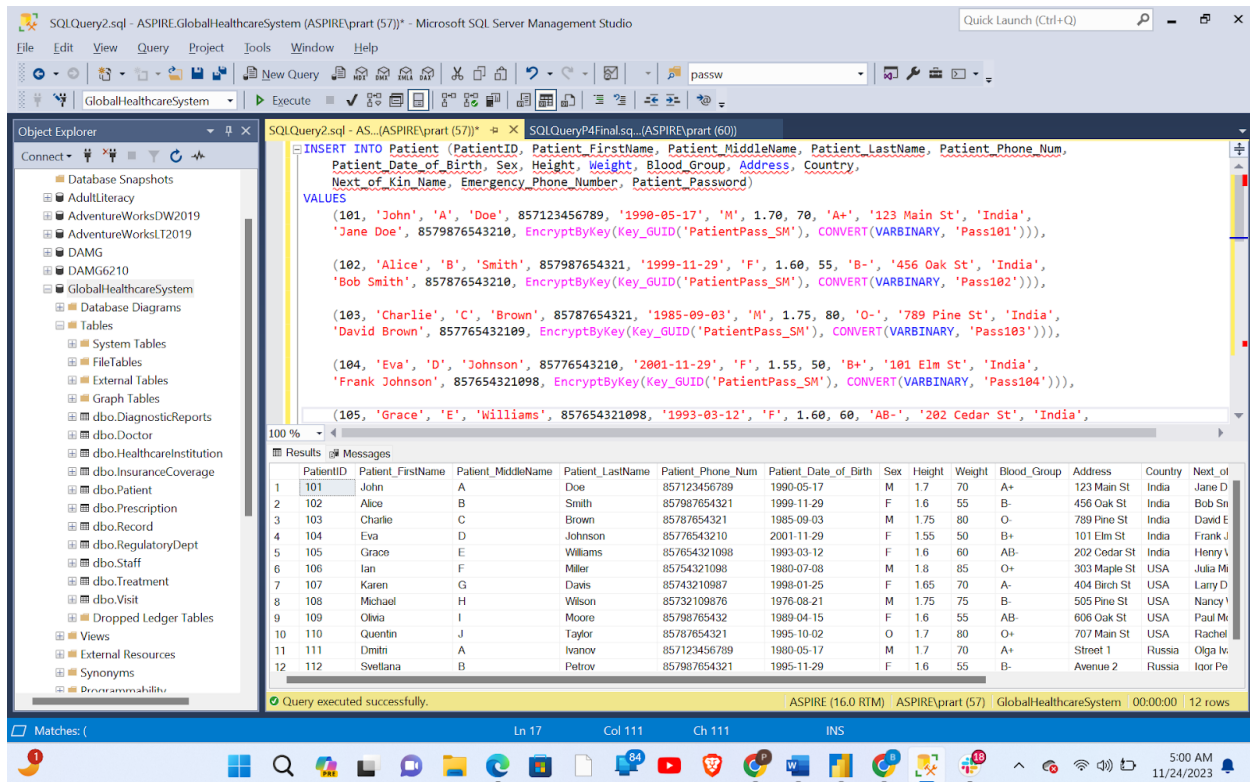 SQLQuery2.sql - ASPIRE.GlobalHealthcareSystem (ASPIRE\prart (57))* - Microsoft SQL Server Management Studio
Quick Launch (Ctrl+Q)
File Edit View Query Project Tools Window Help
New Query MDX DMX XMLA DAX passw
GlobalHealthcareSystem Execute
Object Explorer
Connect
Database Snapshots
AdultLiteracy
AdventureWorksDW2019
AdventureWorksLT2019
DAMG
DAMG6210
GlobalHealthcareSystem
Database Diagrams
Tables
System Tables
FileTables
External Tables
Graph Tables
dbo.DiagnosticReports
dbo.Doctor
dbo.HealthcareInstitution
dbo.InsuranceCoverage
dbo.Patient
dbo.Prescription
dbo.Record
dbo.RegulatoryDept
dbo.Staff
dbo.Treatment
dbo.Visit
Dropped Ledger Tables
Views
External Resources
Synonyms
Programmability
SQLQuery2.sql - AS...(ASPIRE\prart (57))* SQLQueryP4Final.sq...(ASPIRE\prart (60))
INSERT INTO Patient (PatientID, Patient_FirstName, Patient_MiddleName, Patient_LastName, Patient_Phone_Num,
Patient_Date_of_Birth, Sex, Height, Weight, Blood_Group, Address, Country,
Next_of_Kin_Name, Emergency_Phone_Number, Patient_Password)
VALUES
(101, 'John', 'A', 'Doe', 857123456789, '1990-05-17', 'M', 1.70, 70, 'A+', '123 Main St', 'India',
'Jane Doe', 8579876543210, EncryptByKey(Key_GUID('PatientPass_SM'), CONVERT(VARBINARY, 'Pass101'))),
(102, 'Alice', 'B', 'Smith', 857987654321, '1999-11-29', 'F', 1.60, 55, 'B-', '456 Oak St', 'India',
'Bob Smith', 857876543210, EncryptByKey(Key_GUID('PatientPass_SM'), CONVERT(VARBINARY, 'Pass102'))),
(103, 'Charlie', 'C', 'Brown', 85787654321, '1985-09-03', 'M', 1.75, 80, 'O-', '789 Pine St', 'India',
'David Brown', 857765432109, EncryptByKey(Key_GUID('PatientPass_SM'), CONVERT(VARBINARY, 'Pass103'))),
(104, 'Eva', 'D', 'Johnson', 85776543210, '2001-11-29', 'F', 1.55, 50, 'B+', '101 Elm St', 'India',
'Frank Johnson', 857654321098, EncryptByKey(Key_GUID('PatientPass_SM'), CONVERT(VARBINARY, 'Pass104'))),
(105, 'Grace', 'E', 'Williams', 857654321098, '1993-03-12', 'F', 1.60, 60, 'AB-', '202 Cedar St', 'India',
100 %
Results Messages
PatientID Patient_FirstName Patient_MiddleName Patient_LastName Patient_Phone_Num Patient_Date_of_Birth Sex Height Weight Blood_Group Address Country Next_of
1 101 John A Doe 857123456789 1990-05-17 M 1.7 70 A+ 123 Main St India Jane D
2 102 Alice B Smith 857987654321 1999-11-29 F 1.6 55 B- 456 Oak St India Bob Sn
3 103 Charlie C Brown 85787654321 1985-09-03 M 1.75 80 O- 789 Pine St India David E
4 104 Eva D Johnson 85776543210 2001-11-29 F 1.55 50 B+ 101 Elm St India Frank J
5 105 Grace E Williams 857654321098 1993-03-12 F 1.6 60 AB- 202 Cedar St India Henry
6 106 Ian F Miller 85754321098 1980-07-08 M 1.8 85 O+ 303 Maple St USA Julia Mi
7 107 Karen G Davis 85743210987 1998-01-25 F 1.65 70 A- 404 Birch St USA Larry D
8 108 Michael H Wilson 85732109876 1976-08-21 M 1.75 75 B- 505 Pine St USA Nancy
9 109 Olivia I Moore 85798765432 1989-04-15 F 1.6 55 AB- 606 Oak St USA Paul Mo
10 110 Quentin J Taylor 85787654321 1995-10-02 O 1.7 80 O+ 707 Main St USA Rachel
11 111 Dmitri A Ivanov 857123456789 1980-05-17 M 1.7 70 A+ Street 1 Russia Olga Iv
12 112 Svetlana B Petrov 857987654321 1995-11-29 F 1.6 55 B- Avenue 2 Russia Igor Pe
Query executed successfully. ASPIRE (16.0 RTM) ASPIRE\prart (57) GlobalHealthcareSystem 00:00:00 12 rows
Matches: ( Ln 17 Col 111 Ch 111 INS
1 PRE 84 18 5:00 AM
11/24/2023